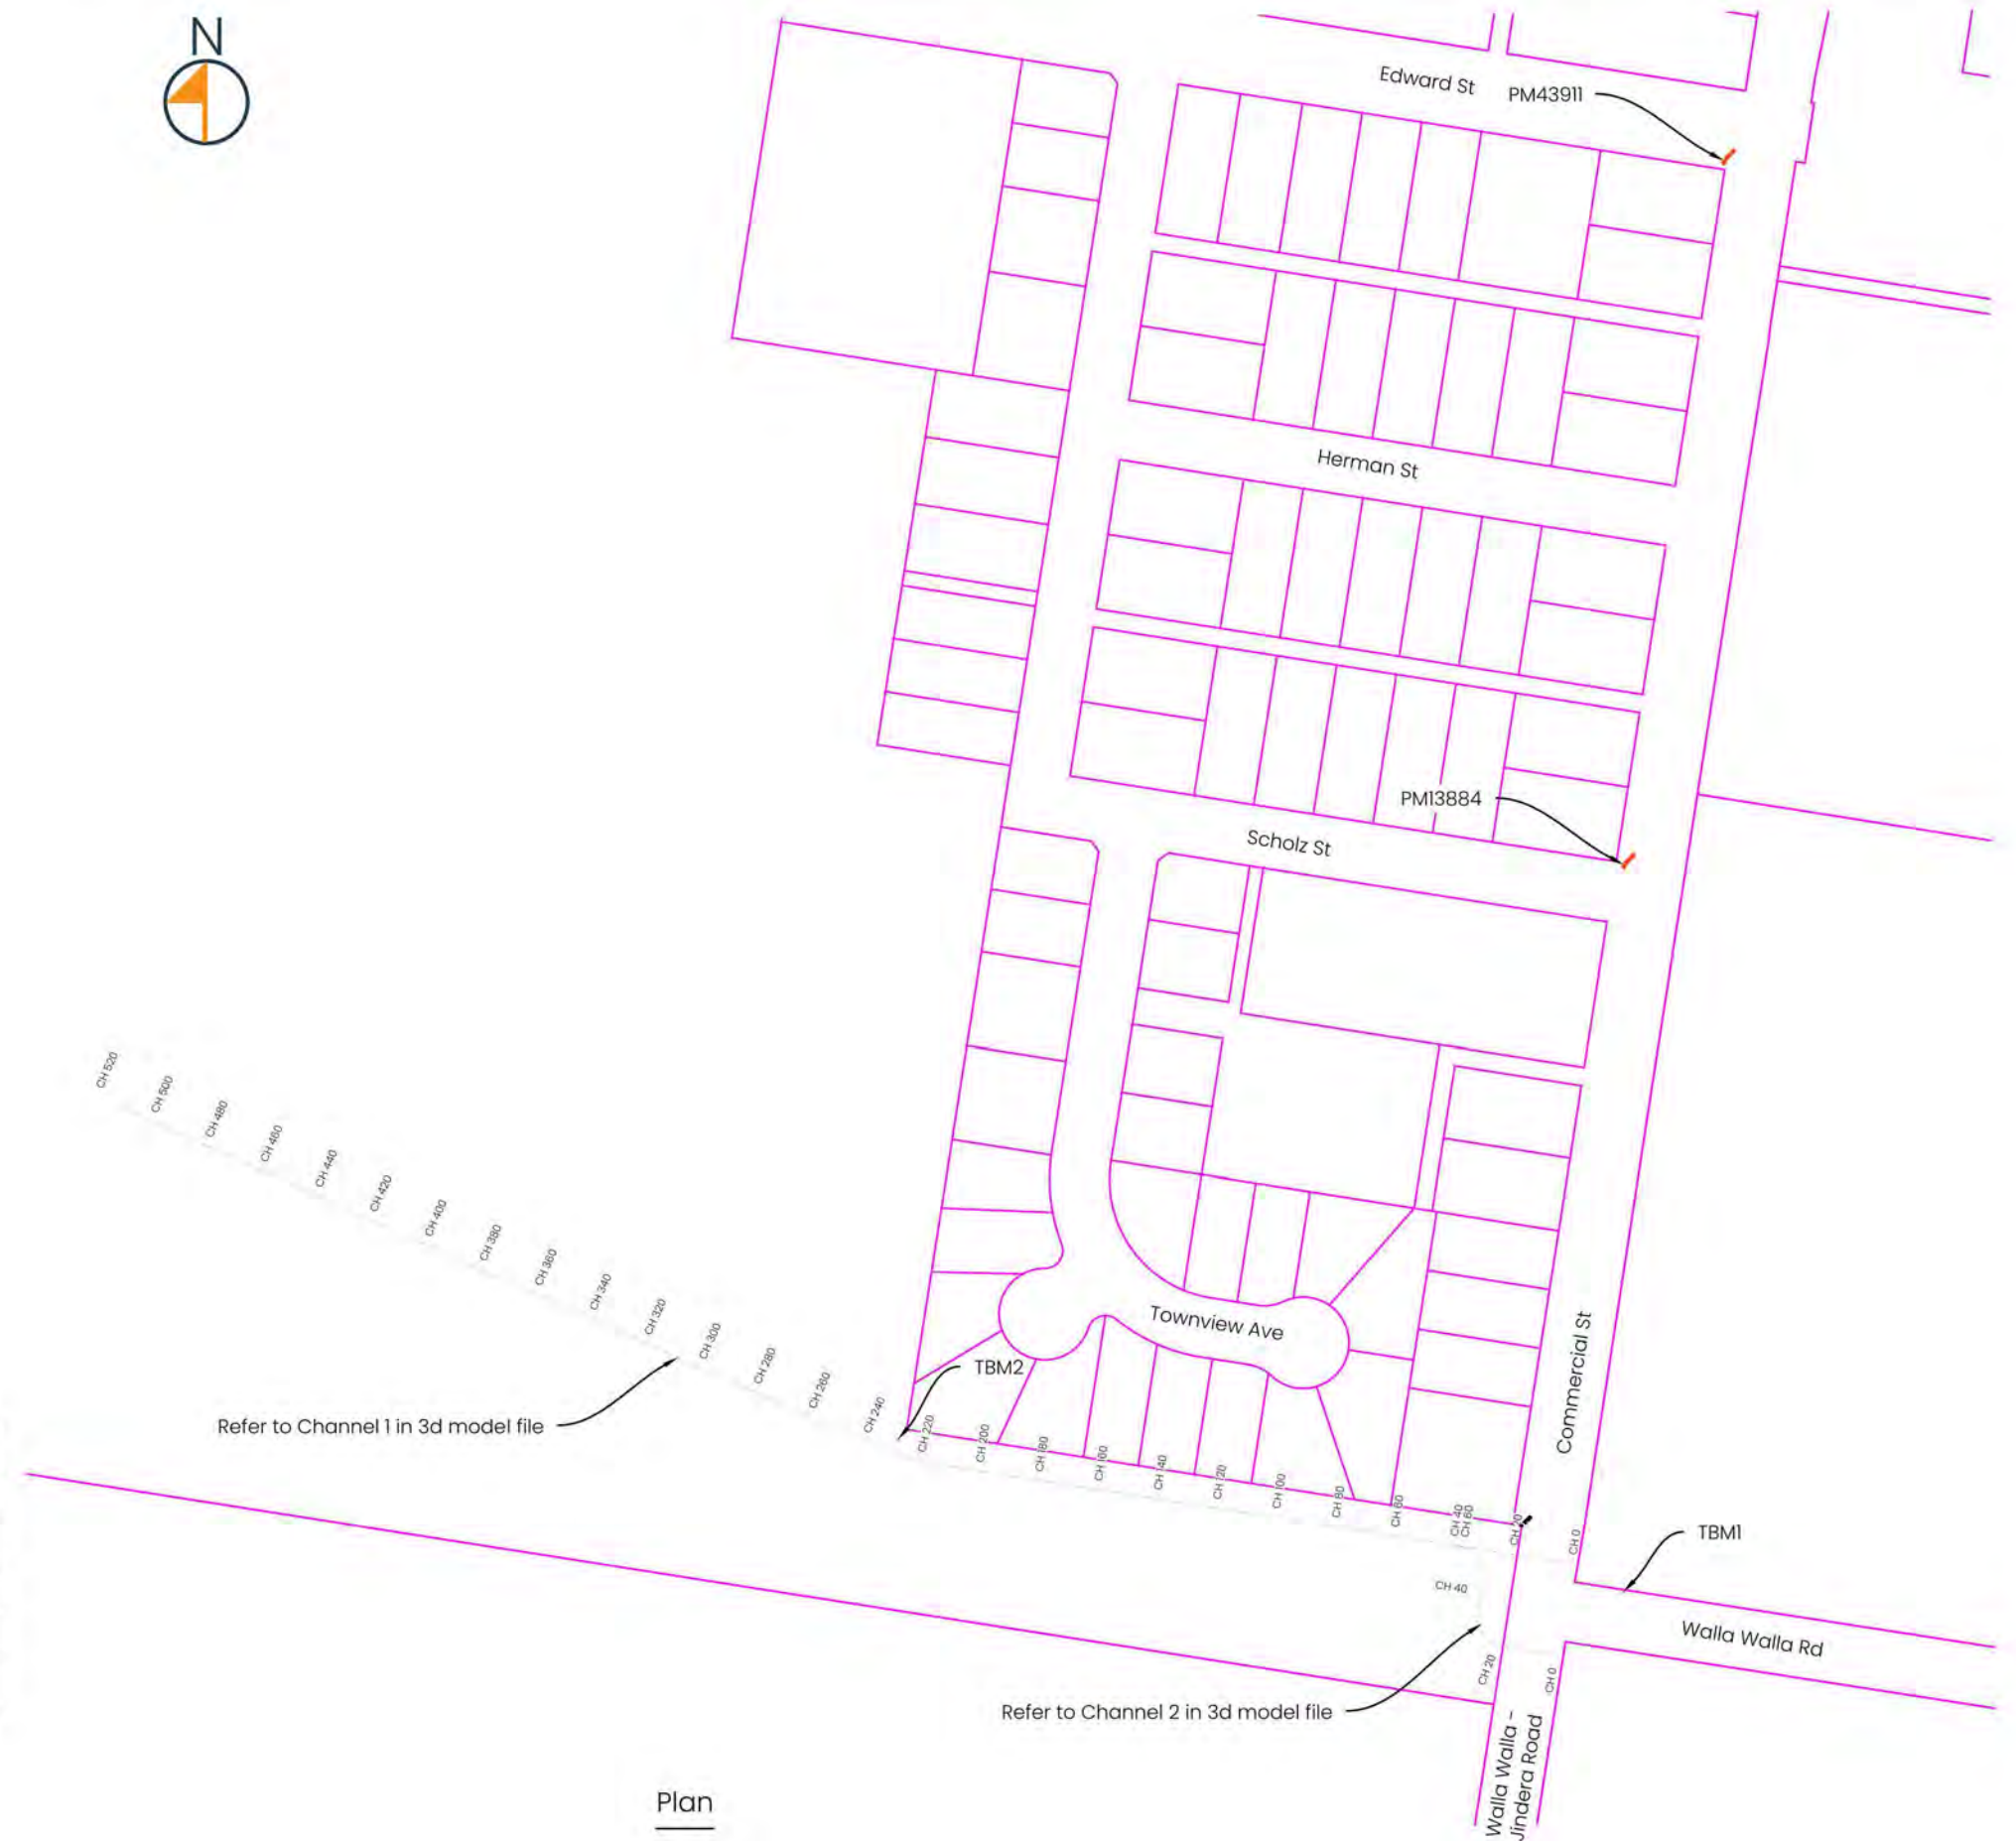 N
Edward St
PM43911
Herman St
PM13884
Scholz St
CH 520
CH 500
CH 480
CH 460
CH 440
CH 420
CH 400
CH 380
CH 360
CH 340
CH 320
CH 300
CH 280
CH 260
CH 240
CH 220
CH 200
CH 180
CH 160
CH 140
CH 120
CH 100
CH 80
CH 60
CH 40
CH 60
CH 20
CH 0
Townview Ave
TBM2
Commercial St
Refer to Channel 1 in 3d model file
TBM1
CH 40
Walla Walla Rd
CH 20
CH 0
Refer to Channel 2 in 3d model file
Walla Walla -
Jindera Road
Plan